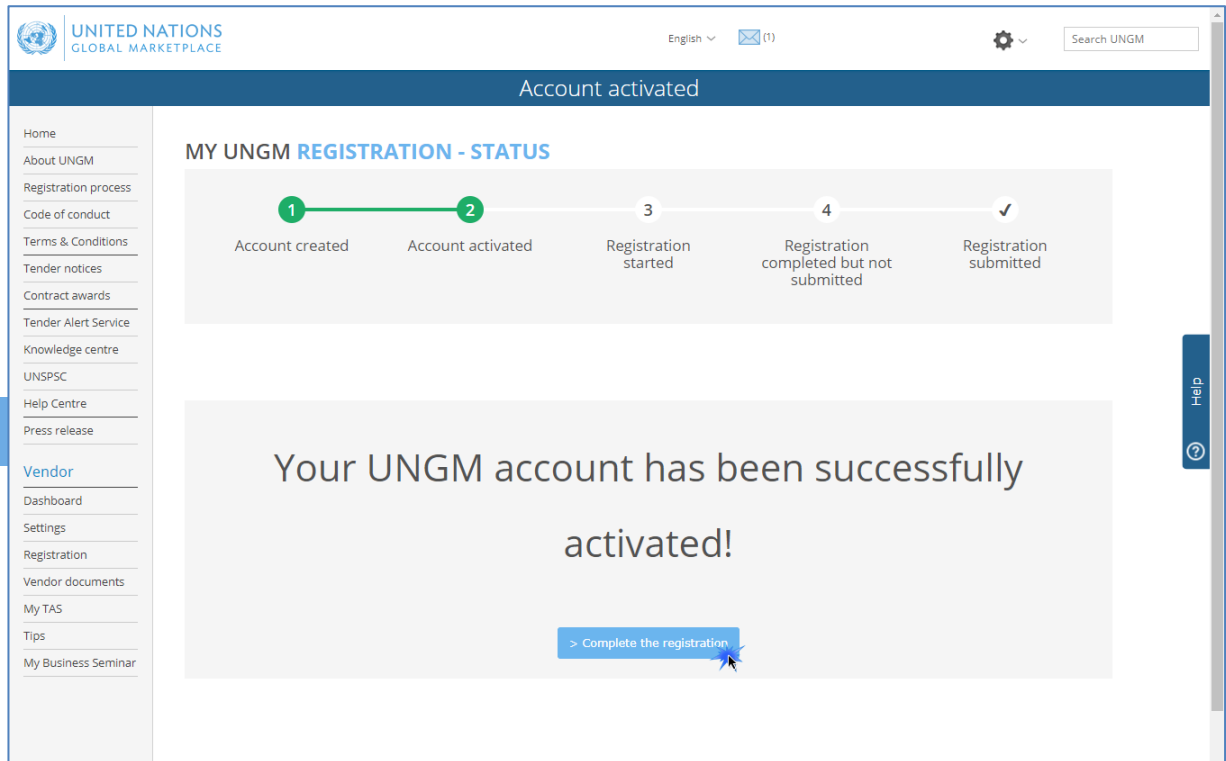 UNITED NATIONS
GLOBAL MARKETPLACE
English
(1)
Search UNGM
Account activated
Home
About UNGM
Registration process
Code of conduct
Terms & Conditions
Tender notices
Contract awards
Tender Alert Service
Knowledge centre
UNSPSC
Help Centre
Press release
Vendor
Dashboard
Settings
Registration
Vendor documents
My TAS
Tips
My Business Seminar
MY UNGM REGISTRATION - STATUS
1
2
3
4
Account created
Account activated
Registration
started
Registration
completed but not
submitted
Registration
submitted
Your UNGM account has been successfully
activated!
> Complete the registration
Help
?